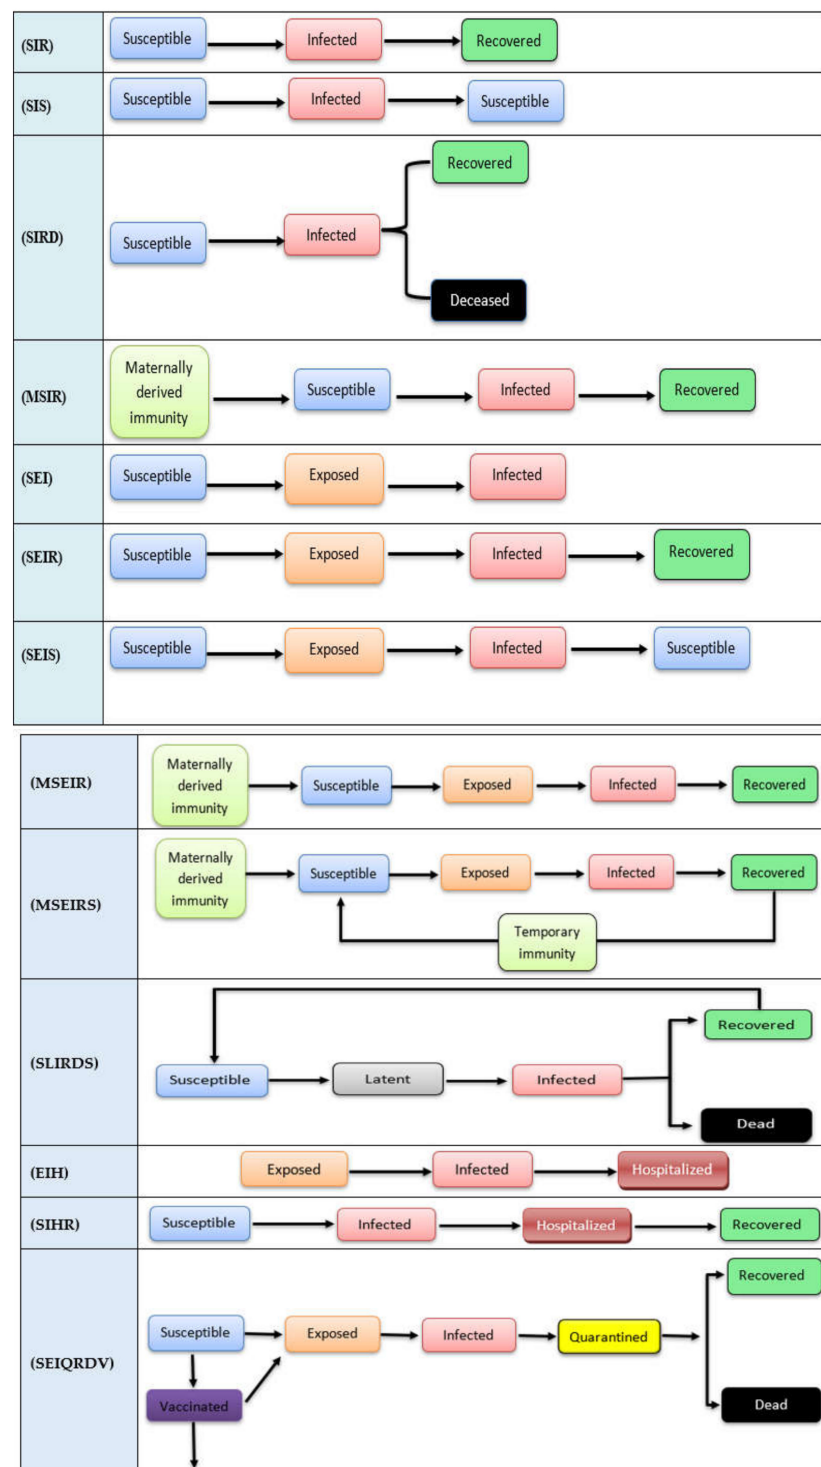 (SIR)
Susceptible
Infected
Recovered
(SIS)
Susceptible
Infected
Susceptible
(SIRD)
Susceptible
Infected
Recovered
Deceased
(MSIR)
Maternally
derived
immunity
Susceptible
Infected
Recovered
(SEI)
Susceptible
Exposed
Infected
(SEIR)
Susceptible
Exposed
Infected
Recovered
(SEIS)
Susceptible
Exposed
Infected
Susceptible
(MSEIR)
Maternally
derived
immunity
Susceptible
Exposed
Infected
Recovered
(MSEIRS)
Maternally
derived
immunity
Susceptible
Exposed
Infected
Recovered
Temporary
immunity
(SLIRDS)
Susceptible
Latent
Infected
Recovered
Dead
(EIH)
Exposed
Infected
Hospitalized
(SIHR)
Susceptible
Infected
Hospitalized
Recovered
(SEIQRDV)
Susceptible
Exposed
Infected
Quarantined
Recovered
Dead
Vaccinated